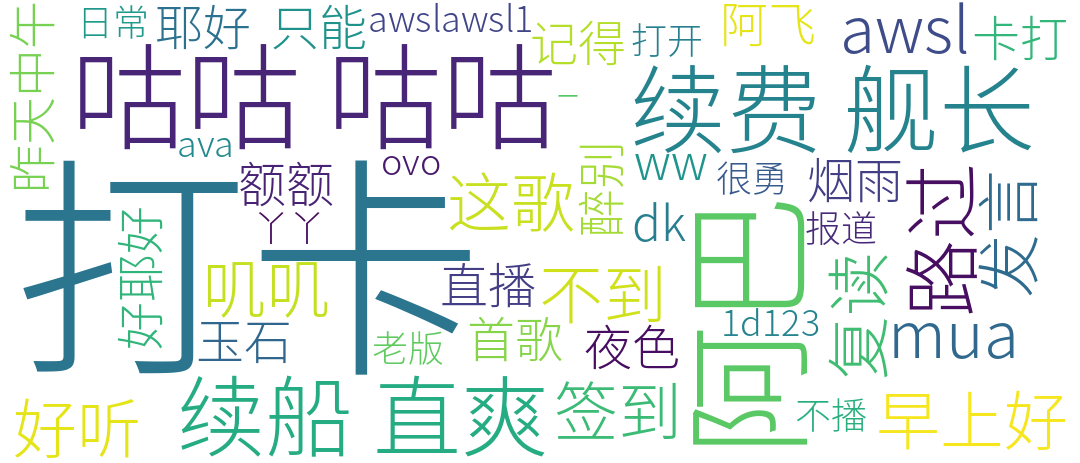 日常
耶好
只能
awslawsl1
记得
打开
阿飞
awsl
卡打
昨天中午
咕咕
咕咕
ava
ovo
–
续费
舰长
打卡
额额
丫丫
这歌
醉别
ww
很勇
烟雨
路过
发言
好耶好
叽叽
直播
不到
dk
阿巴
报道
复读
玉石
老版
首歌
夜色
1d123
mua
好听
续船
直爽
签到
不播
早上好